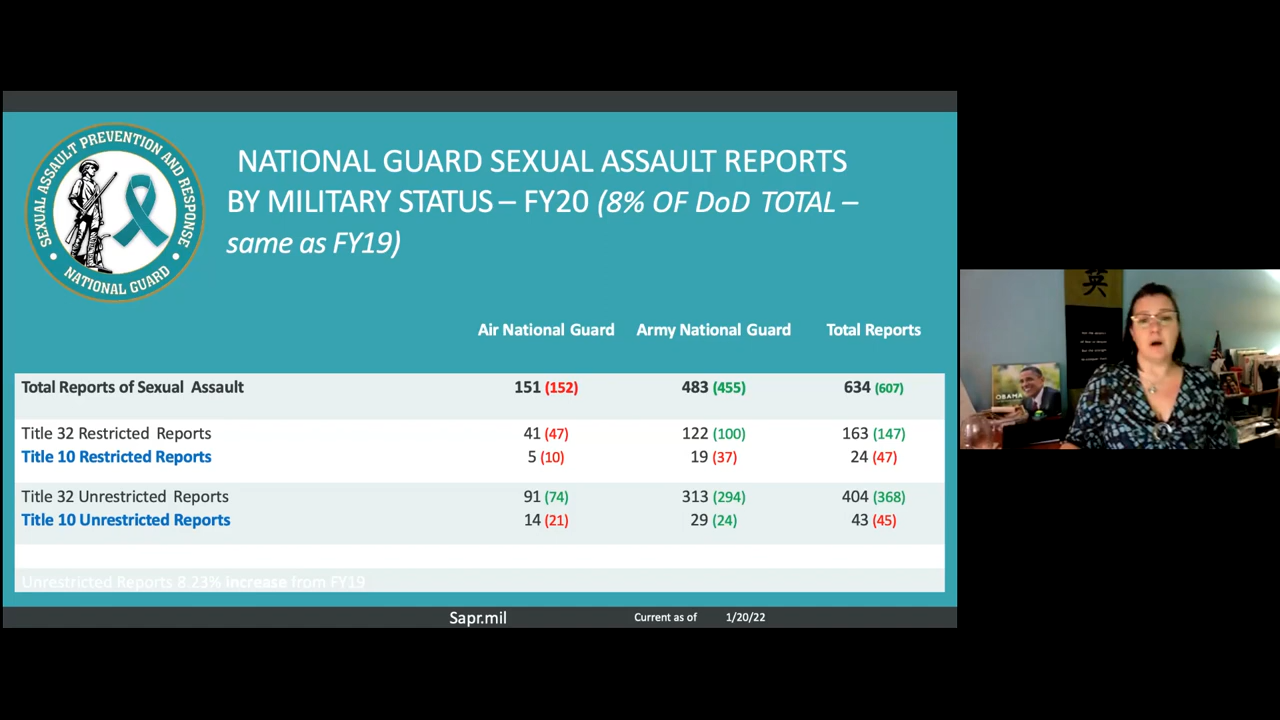 SEXUAL ASSAULT PREVENTION AND RESPONSE
NATIONAL GUARD
NATIONAL GUARD SEXUAL ASSAULT REPORTS
BY MILITARY STATUS – FY20 (8% OF DoD TOTAL –
same as FY19)
Air National Guard Army National Guard Total Reports
Total Reports of Sexual Assault 151 (152) 483 (455) 634 (607)
Title 32 Restricted Reports 41 (47) 122 (100) 163 (147)
Title 10 Restricted Reports 5 (10) 19 (37) 24 (47)
Title 32 Unrestricted Reports 91 (74) 313 (294) 404 (368)
Title 10 Unrestricted Reports 14 (21) 29 (24) 43 (45)
Unrestricted Reports 8.23% increase from FY19
Sapr.mil Current as of 1/20/22
英
OBAMA